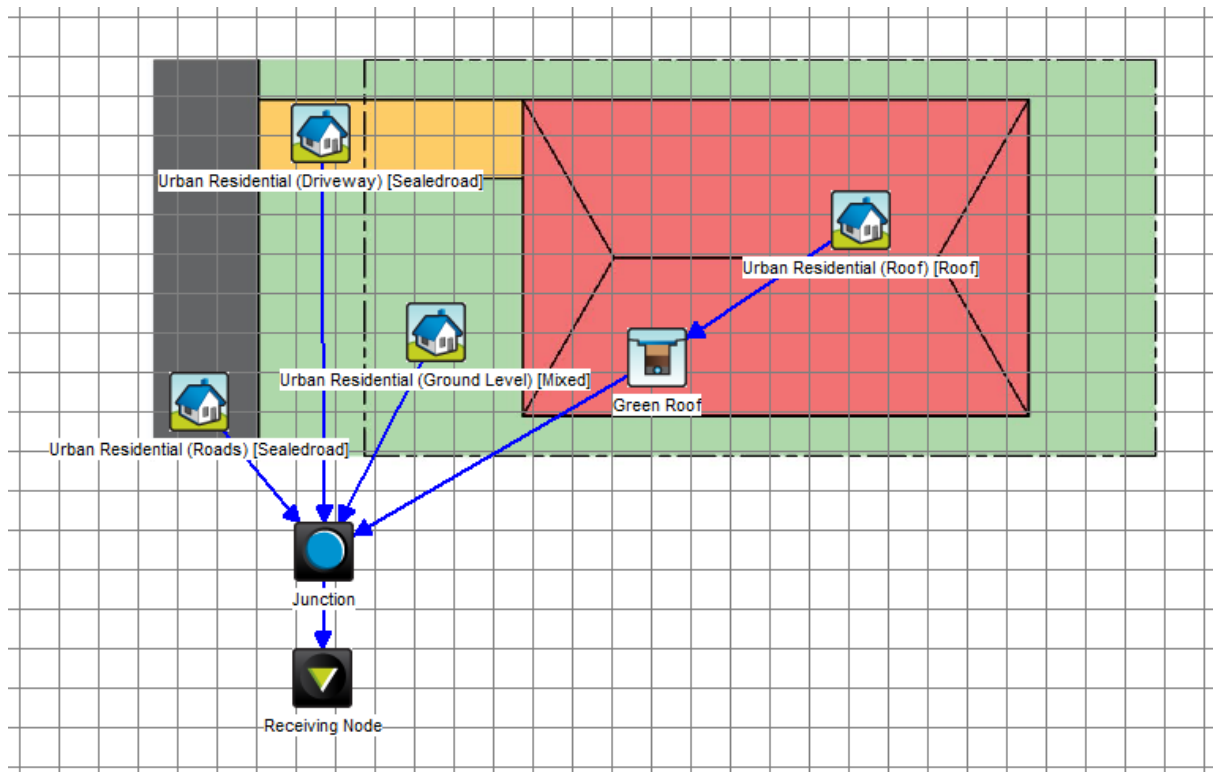 Urban Residential (Driveway) [Sealedroad]
Urban Residential (Roof) [Roof]
Urban Residential (Ground Level) [Mixed]
Green Roof
Urban Residential (Roads) [Sealedroad]
Junction
Receiving Node